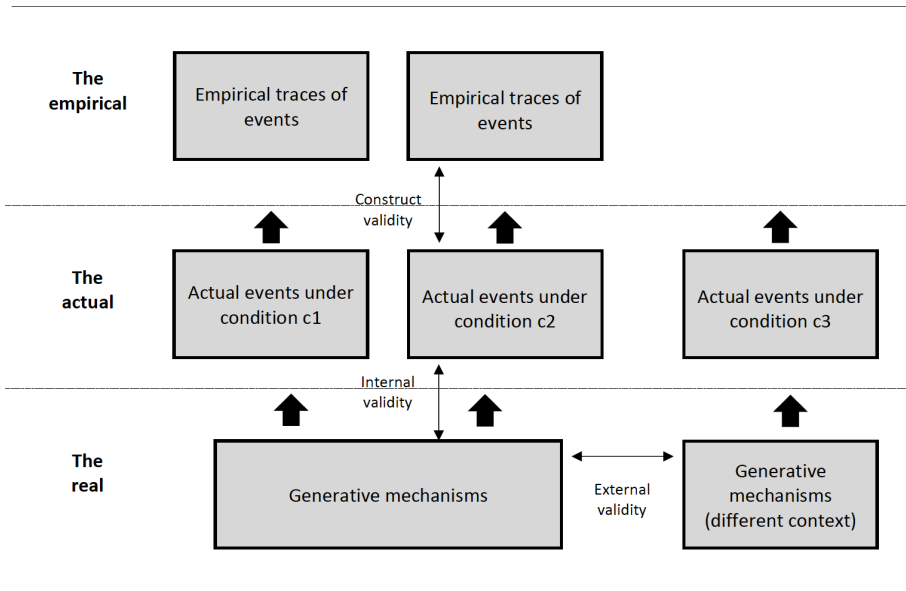 The
empirical
Empirical traces of
events
Empirical traces of
events
Construct
validity
The
actual
Actual events under
condition c1
Actual events under
condition c2
Actual events under
condition c3
Internal
validity
The
real
Generative mechanisms
External
validity
Generative
mechanisms
(different context)